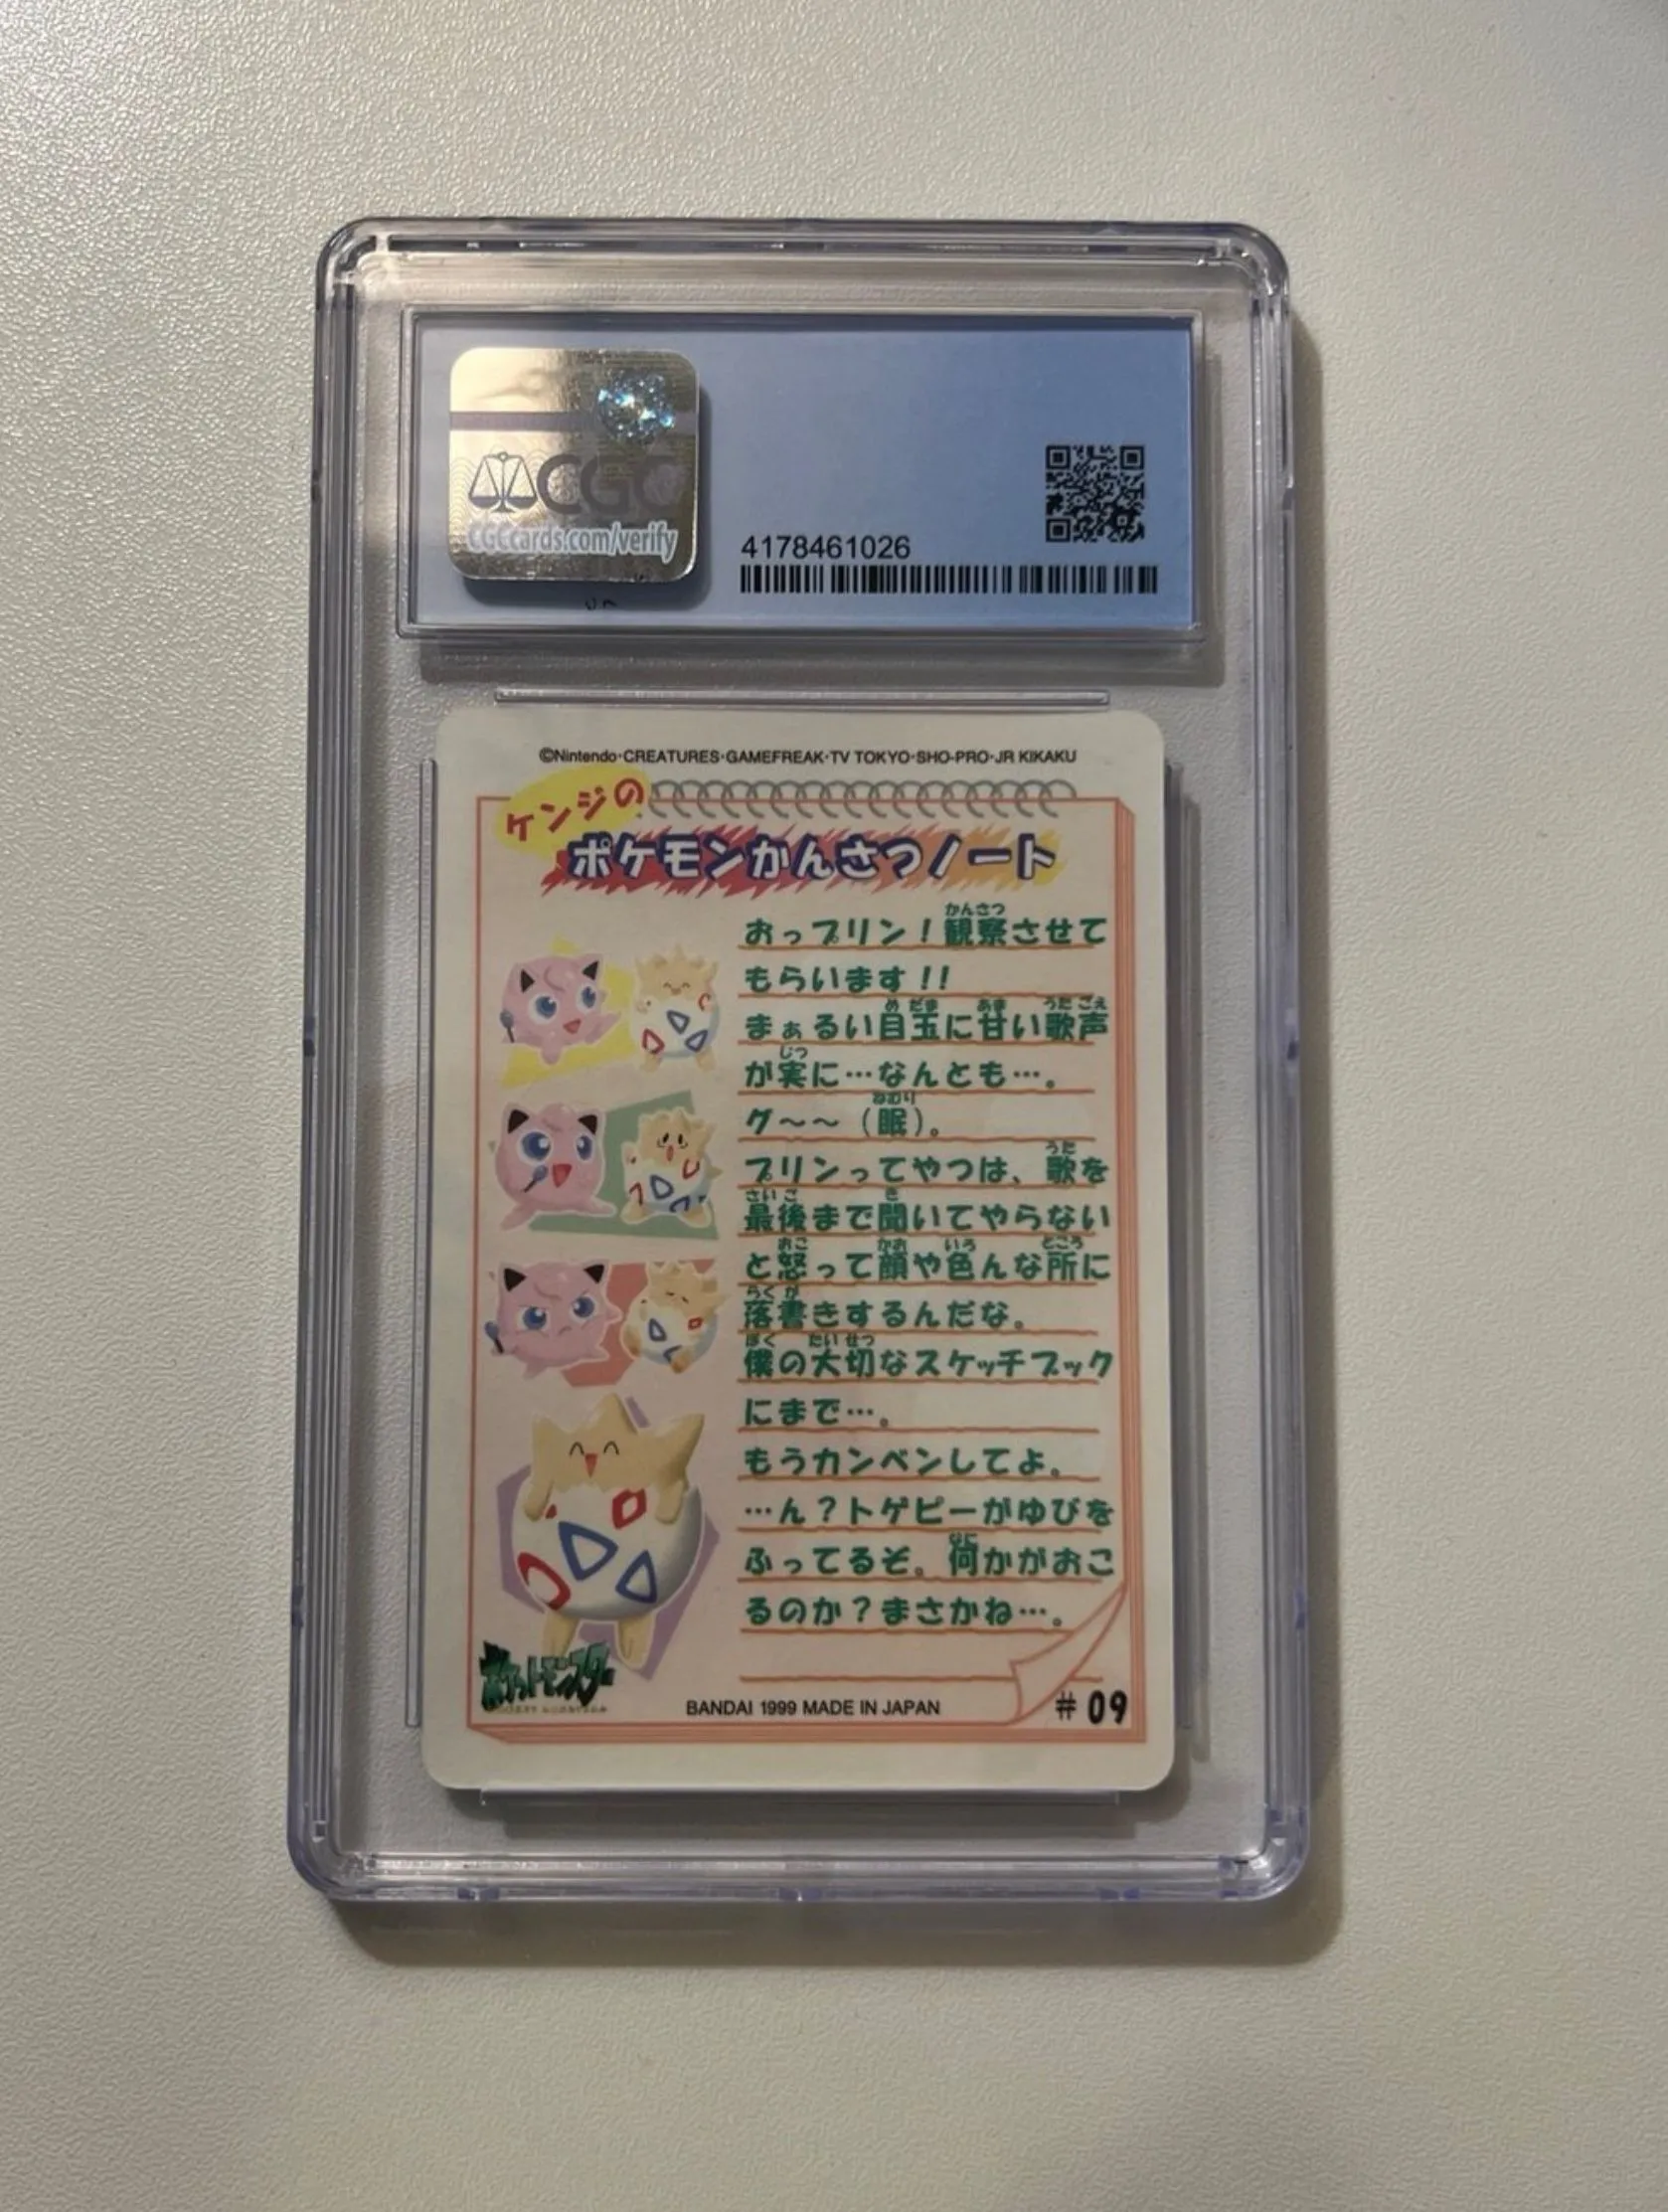 CGC
CGCcards.com/verify
4178461026
©Nintendo・CREATURES・GAMEFREAK・TV TOKYO・SHO-PRO・JR KIKAKU
ケンジの
ポケモンかんさつノート
おっプリン！観察させて
もらいます!!
まぁるい目玉に甘い歌声
が実に…なんとも…。
グ～～（眠）。
プリンってやつは、歌を
最後まで聞いてやらない
と怒って顔や色んな所に
落書きするんだな。
僕の大切なスケッチブック
にまで…。
もうカンベンしてよ。
…ん？トゲピーがゆびを
ふってるぞ。何かがおこ
るのか？まさかね…。
ポケットモンスター
BANDAI 1999 MADE IN JAPAN
#09